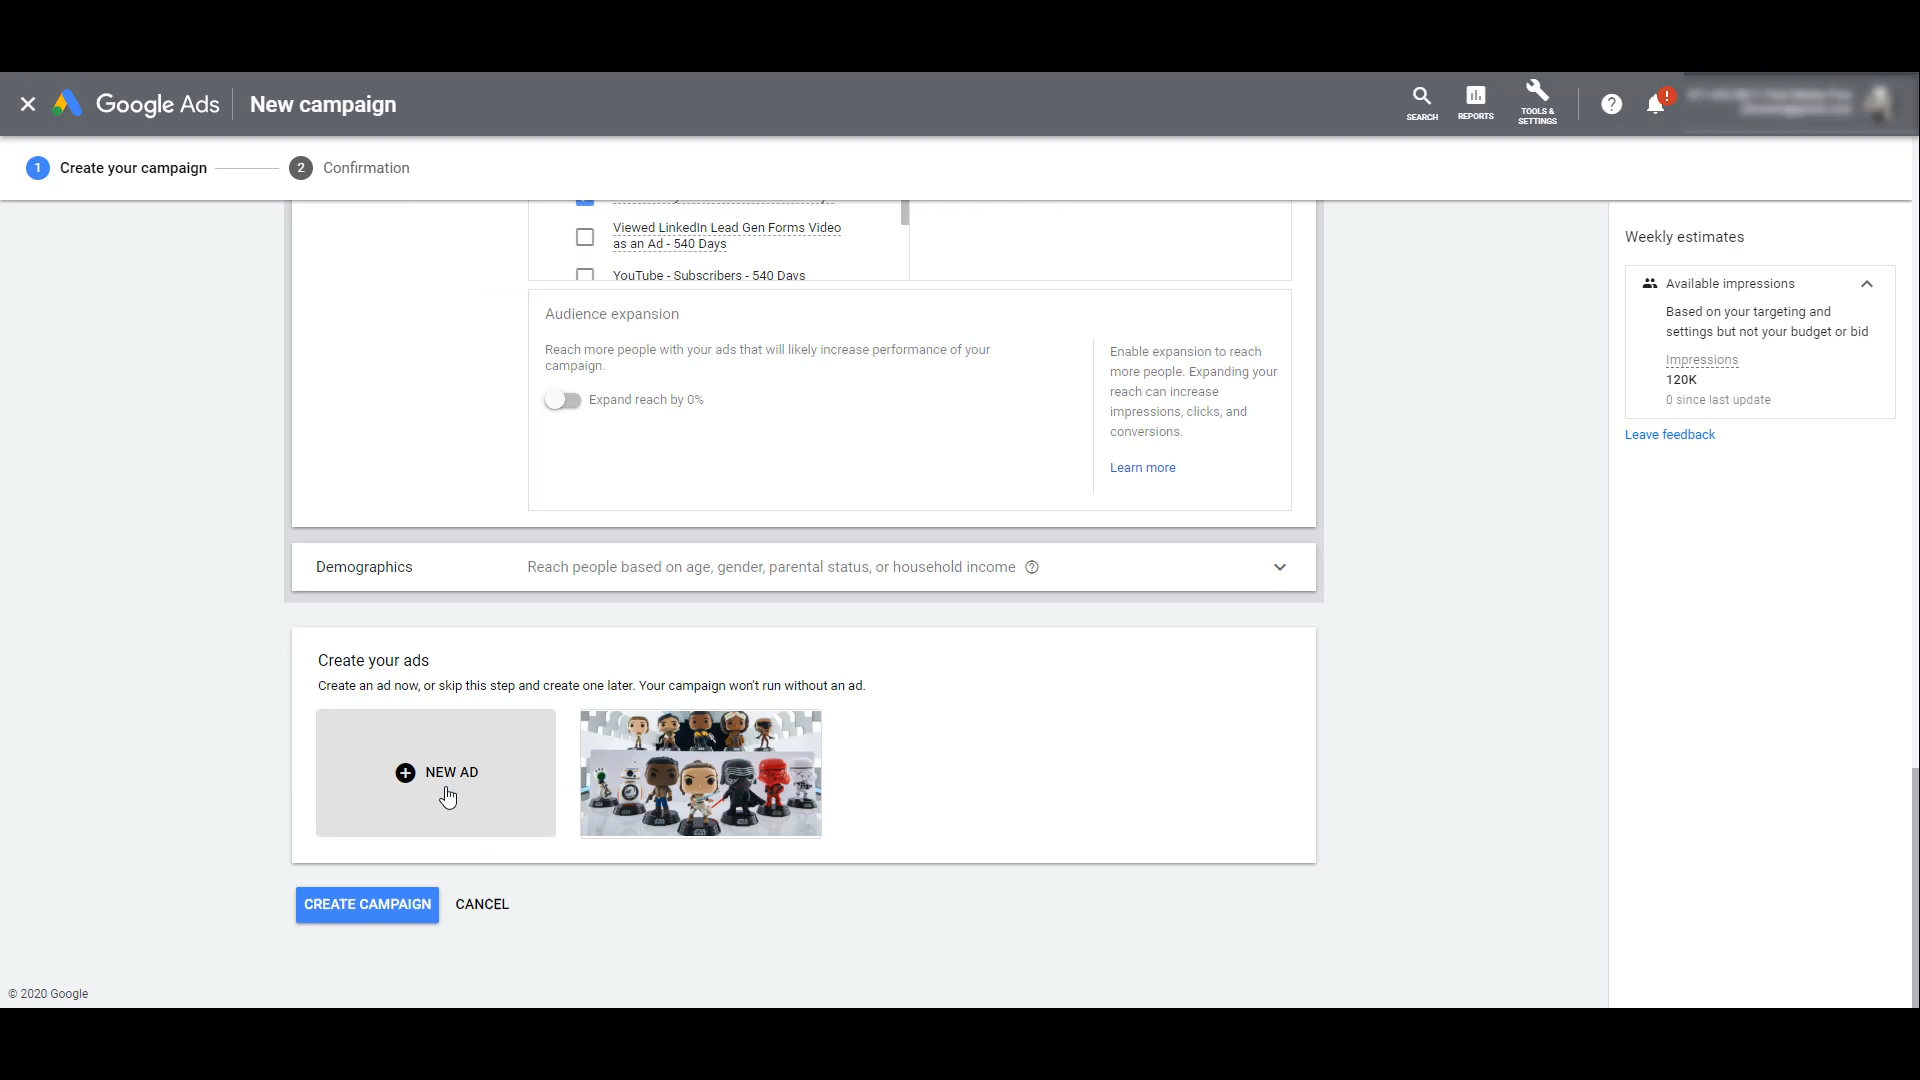 Google Ads
New campaign
SEARCH
REPORTS
TOOLS &
SETTINGS
1 Create your campaign
2 Confirmation
Viewed LinkedIn Lead Gen Forms Video
as an Ad - 540 Days
YouTube - Subscribers - 540 Days
Audience expansion
Reach more people with your ads that will likely increase performance of your
campaign.
Expand reach by 0%
Enable expansion to reach
more people. Expanding your
reach can increase
impressions, clicks, and
conversions.
Learn more
Demographics
Reach people based on age, gender, parental status, or household income
Create your ads
Create an ad now, or skip this step and create one later. Your campaign won't run without an ad.
NEW AD
CREATE CAMPAIGN
CANCEL
Weekly estimates
Available impressions
Based on your targeting and
settings but not your budget or bid
Impressions
120K
0 since last update
Leave feedback
© 2020 Google